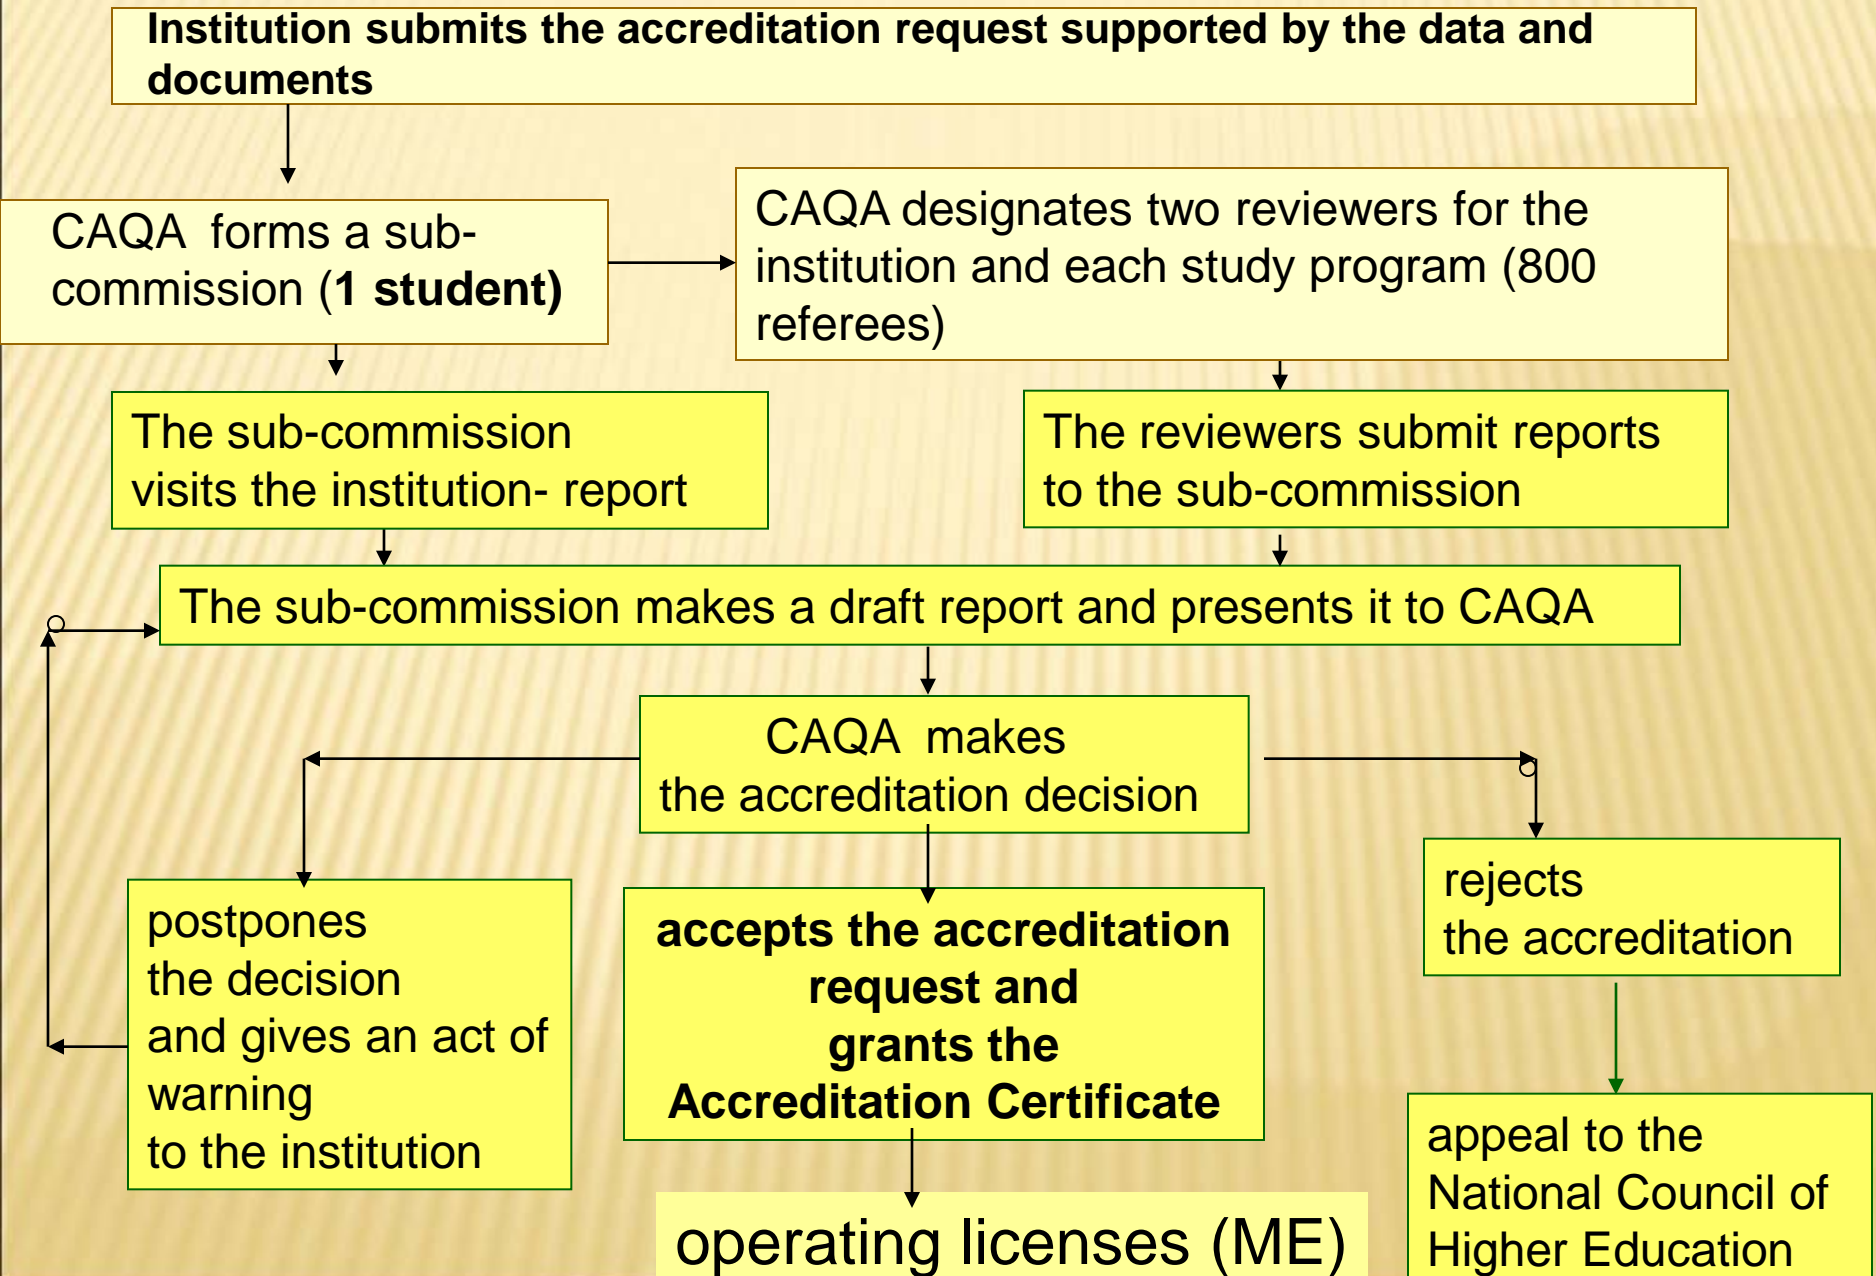 Institution submits the accreditation request supported by the data and
documents
CAQA forms a sub-
commission (1 student)
CAQA designates two reviewers for the
institution and each study program (800
referees)
The sub-commission
visits the institution- report
The reviewers submit reports
to the sub-commission
The sub-commission makes a draft report and presents it to CAQA
CAQA makes
the accreditation decision
postpones
the decision
and gives an act of
warning
to the institution
accepts the accreditation
request and
grants the
Accreditation Certificate
rejects
the accreditation
operating licenses (ME)
appeal to the
National Council of
Higher Education